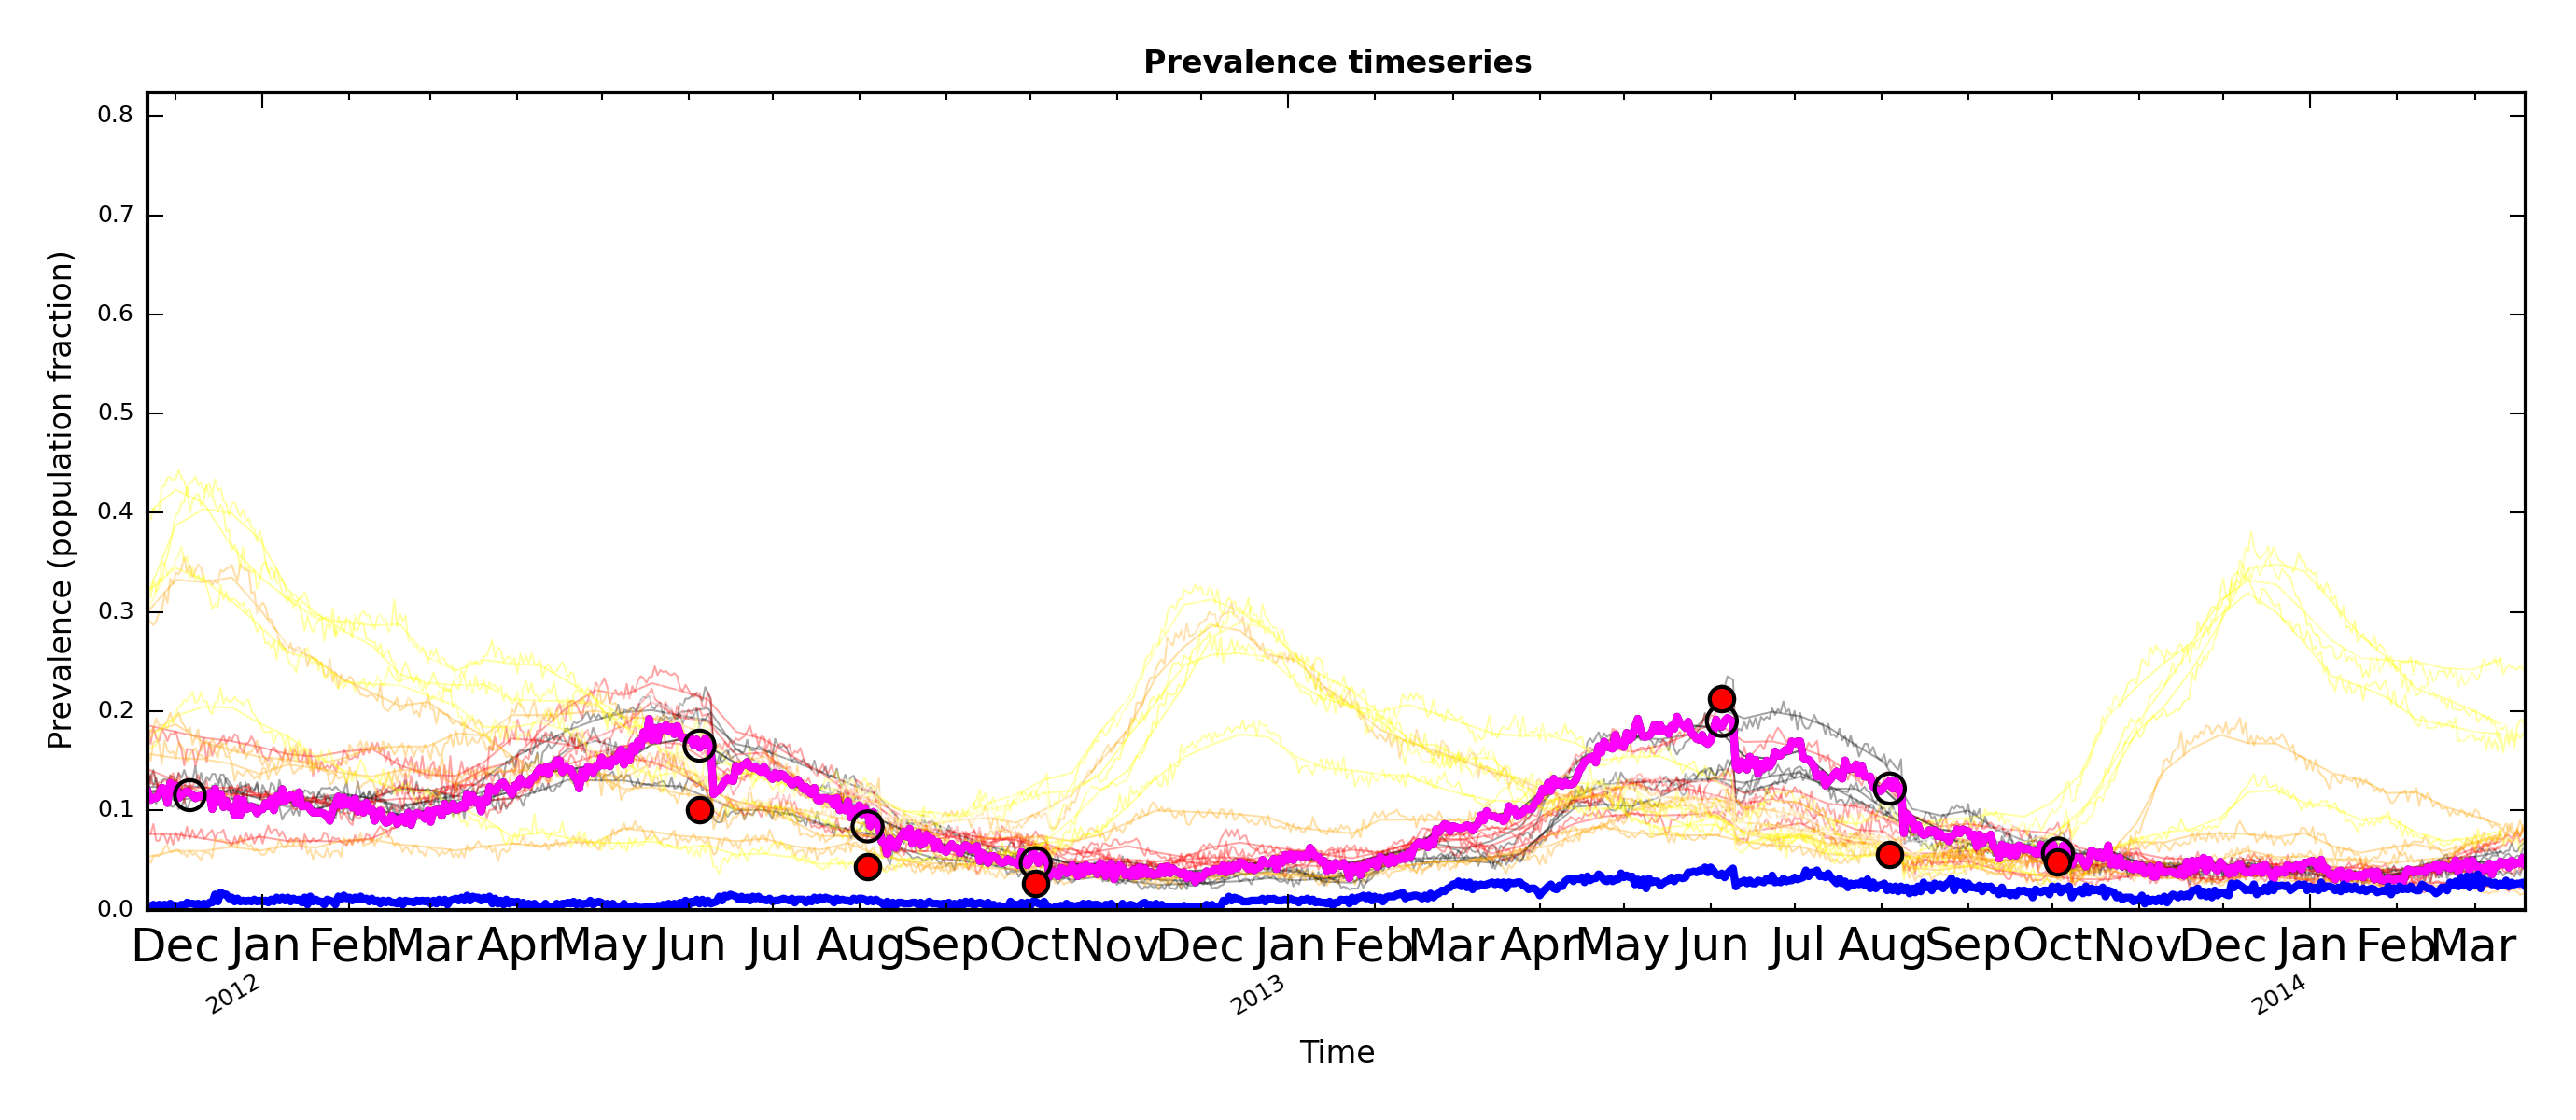 Prevalence timeseries
0.8
0.7
0.6
0.5
0.4
0.3
0.2
0.1
0.0
Prevalence (population fraction)
Dec Jan Feb Mar Apr May Jun Jul Aug Sep Oct Nov Dec Jan Feb Mar Apr May Jun Jul Aug Sep Oct Nov Dec Jan Feb Mar
2012 2013 2014
Time